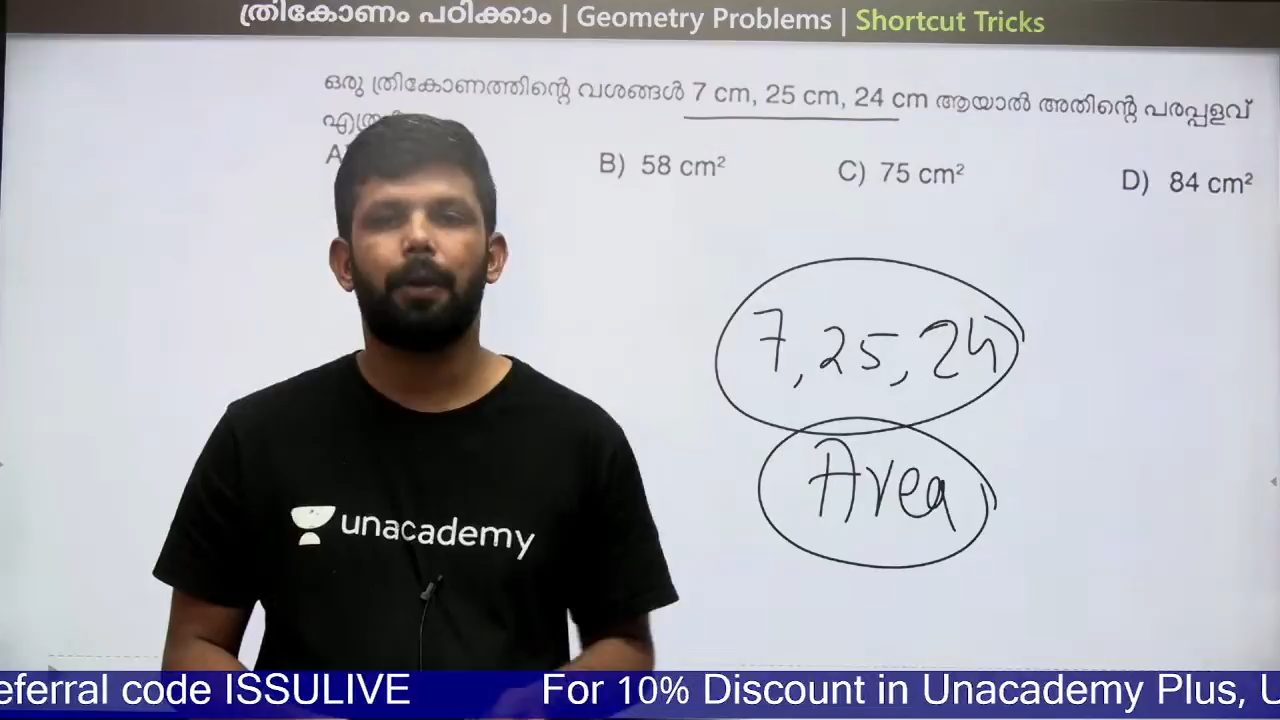 ത്രികോണം പഠിക്കാം | Geometry Problems | Shortcut Tricks
ഒരു ത്രികോണത്തിന്റെ വശങ്ങൾ 7 cm, 25 cm, 24 cm ആയാൽ അതിന്റെ പരപ്പളവ്
B) 58 cm² C) 75 cm² D) 84 cm²
7, 25, 24
Area
unacademy
eferral code ISSULIVE For 10% Discount in Unacademy Plus, U